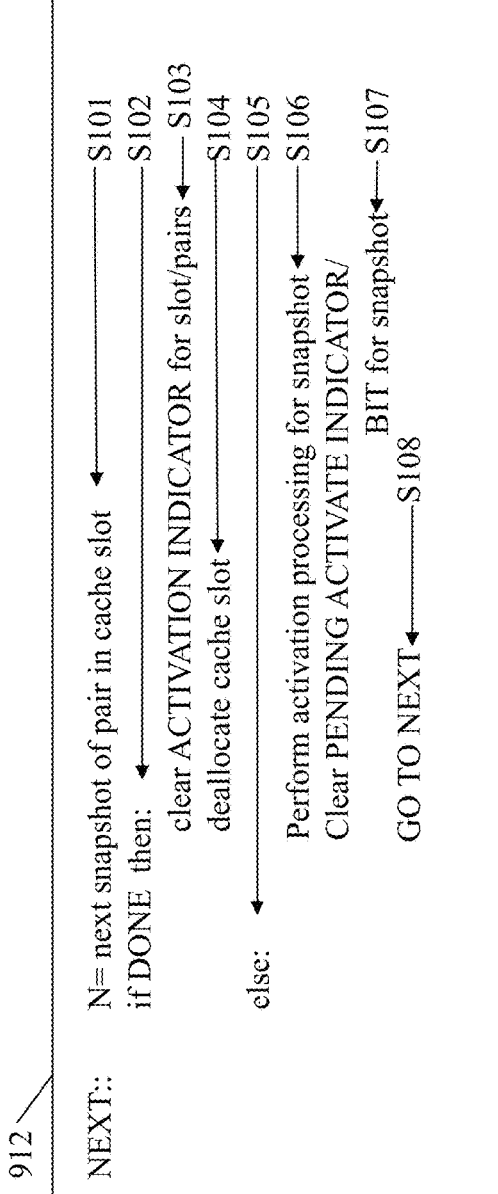 912
NEXT:: N= next snapshot of pair in cache slot S101
if DONE then: S102
clear ACTIVATION INDICATOR for slot/pairs S103
deallocate cache slot S104
else: S105
Perform activation processing for snapshot S106
Clear PENDING ACTIVATE INDICATOR/
BIT for snapshot S107
GO TO NEXT S108